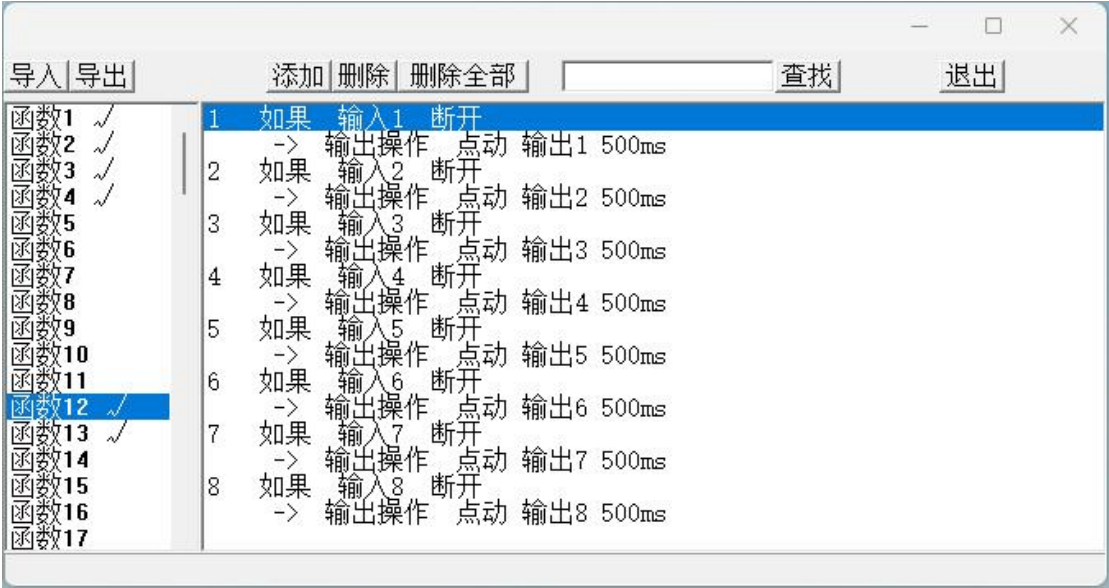 导入 导出 添加 删除 删除全部 查找 退出
函数1 √
函数2 √
函数3 √
函数4 √
函数5
函数6
函数7
函数8
函数9
函数10
函数11
函数12 √
函数13 √
函数14
函数15
函数16
函数17
1 如果 输入1 断开
-> 输出操作 点动 输出1 500ms
2 如果 输入2 断开
-> 输出操作 点动 输出2 500ms
3 如果 输入3 断开
-> 输出操作 点动 输出3 500ms
4 如果 输入4 断开
-> 输出操作 点动 输出4 500ms
5 如果 输入5 断开
-> 输出操作 点动 输出5 500ms
6 如果 输入6 断开
-> 输出操作 点动 输出6 500ms
7 如果 输入7 断开
-> 输出操作 点动 输出7 500ms
8 如果 输入8 断开
-> 输出操作 点动 输出8 500ms